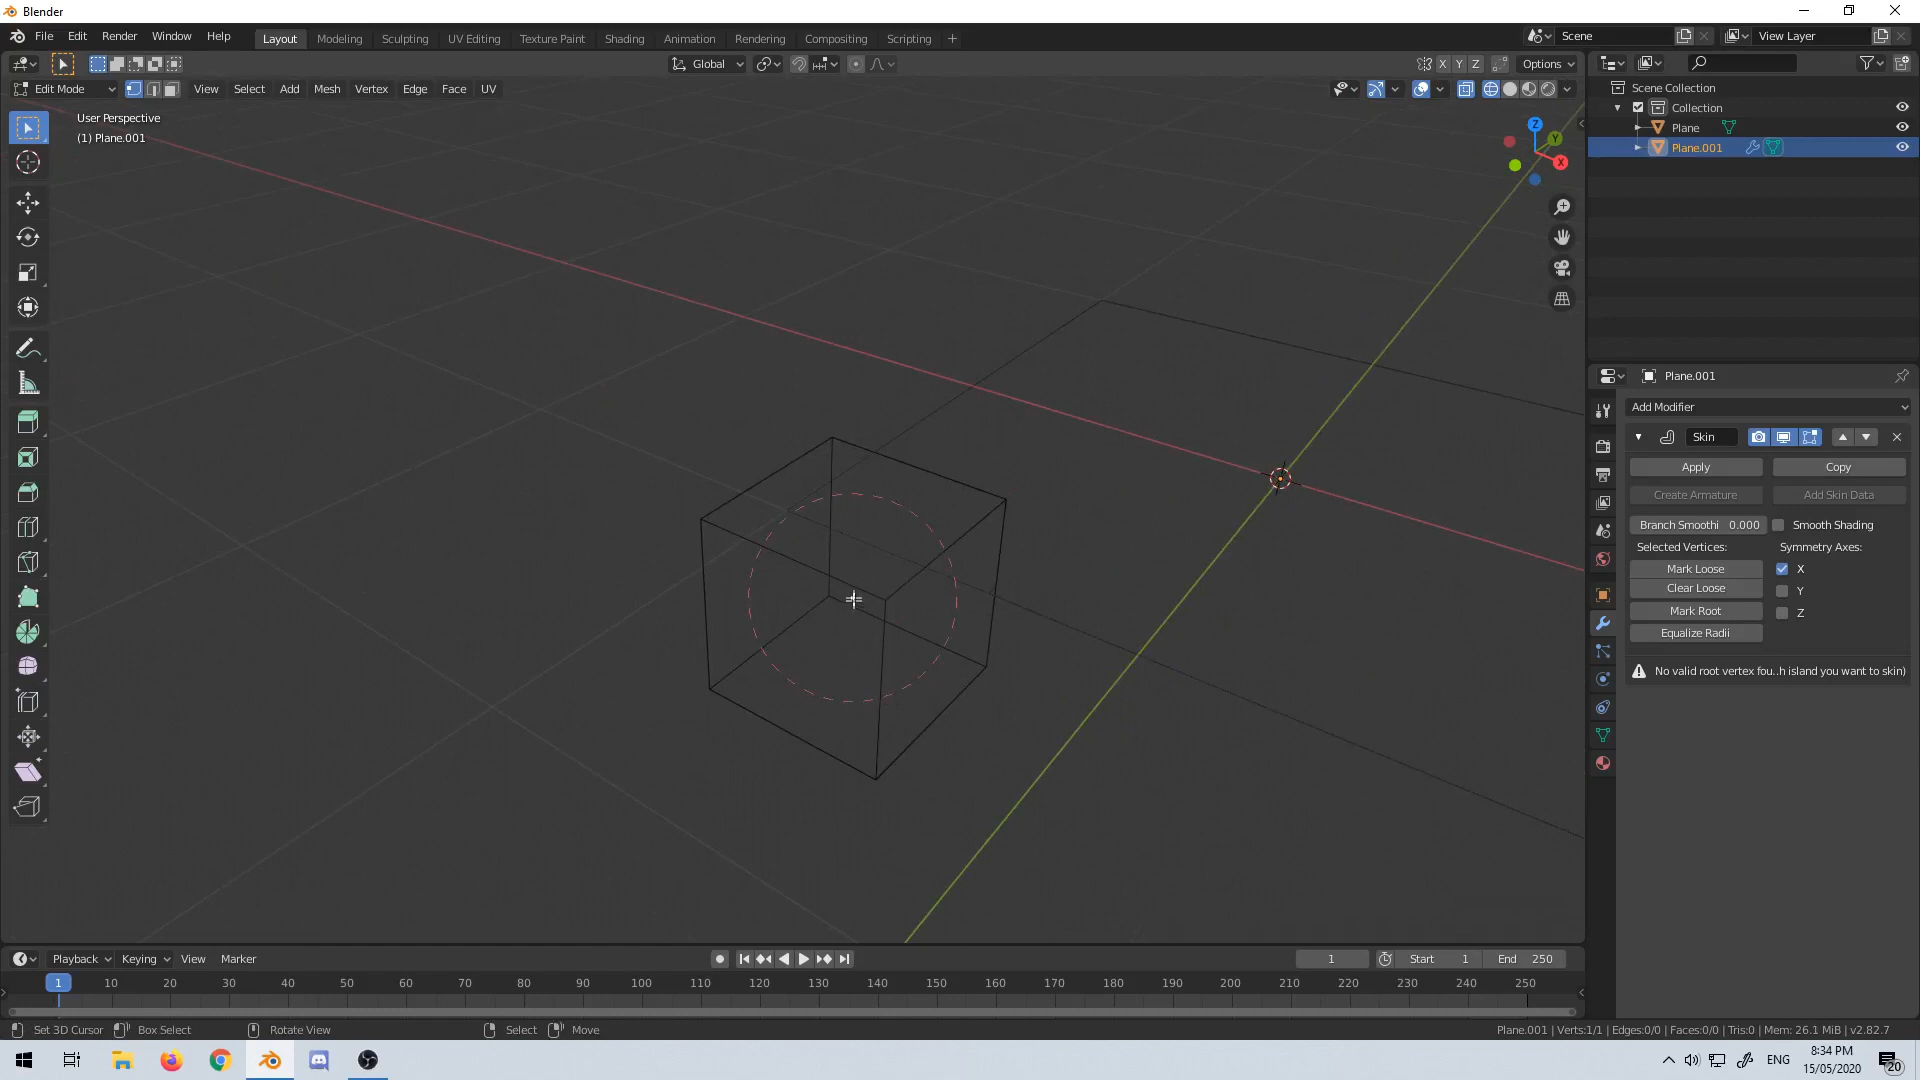 Blender
File Edit Render Window Help
Layout Modeling Sculpting UV Editing Texture Paint Shading Animation Rendering Compositing Scripting +
Scene
View Layer
Global
X Y Z
Options
Edit Mode
View Select Add Mesh Vertex Edge Face UV
User Perspective
(1) Plane.001
Z
Y
X
Scene Collection
Collection
Plane
Plane.001
Plane.001
Add Modifier
Skin
Apply
Copy
Create Armature
Add Skin Data
Branch Smoothi 0.000
Smooth Shading
Selected Vertices:
Symmetry Axes:
Mark Loose
X
Clear Loose
Y
Mark Root
Z
Equalize Radii
No valid root vertex fou..h island you want to skin)
Playback Keying View Marker
1
Start 1
End 250
1 10 20 30 40 50 60 70 80 90 100 110 120 130 140 150 160 170 180 190 200 210 220 230 240 250
Set 3D Cursor Box Select Rotate View Select Move
Plane.001 | Verts:1/1 | Edges:0/0 | Faces:0/0 | Tris:0 | Mem: 26.1 MiB | v2.82.7
ENG
8:34 PM
15/05/2020
20